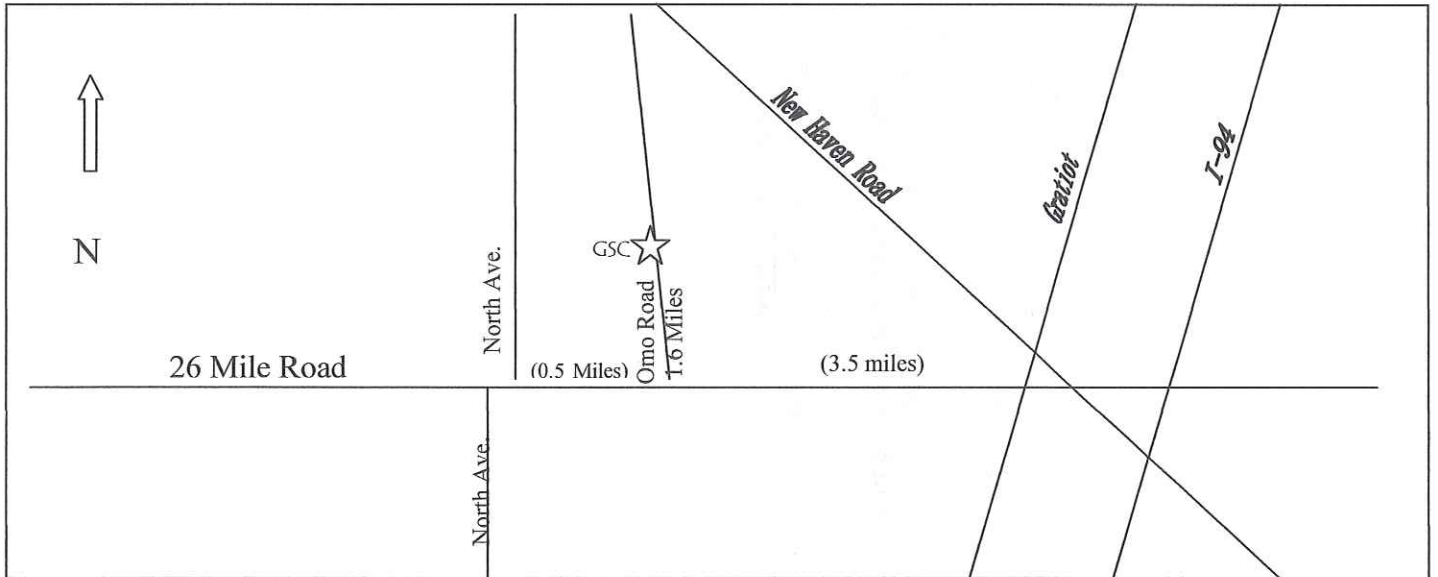 New Haven Road
Gratiot
I-94
N
GSC
North Ave.
Omo Road
1.6 Miles
26 Mile Road
(0.5 Miles)
(3.5 miles)
North Ave.